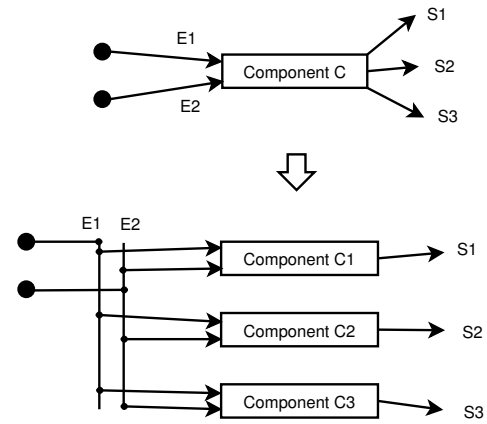 S1
E1
Component C
S2
E2
S3
E1 E2
Component C1
S1
Component C2
S2
Component C3
S3